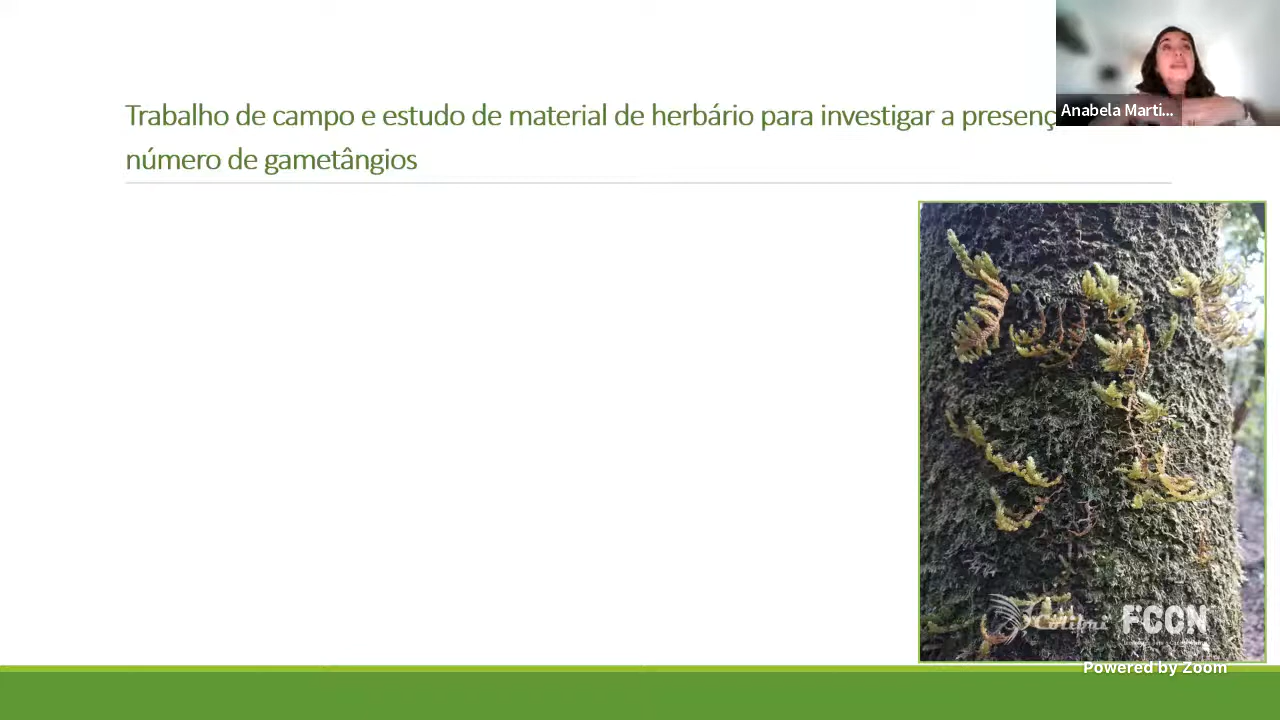 Trabalho de campo e estudo de material de herbário para investigar a presenç
número de gametângios
Anabela Marti...
Colibri FCCN
Powered by Zoom